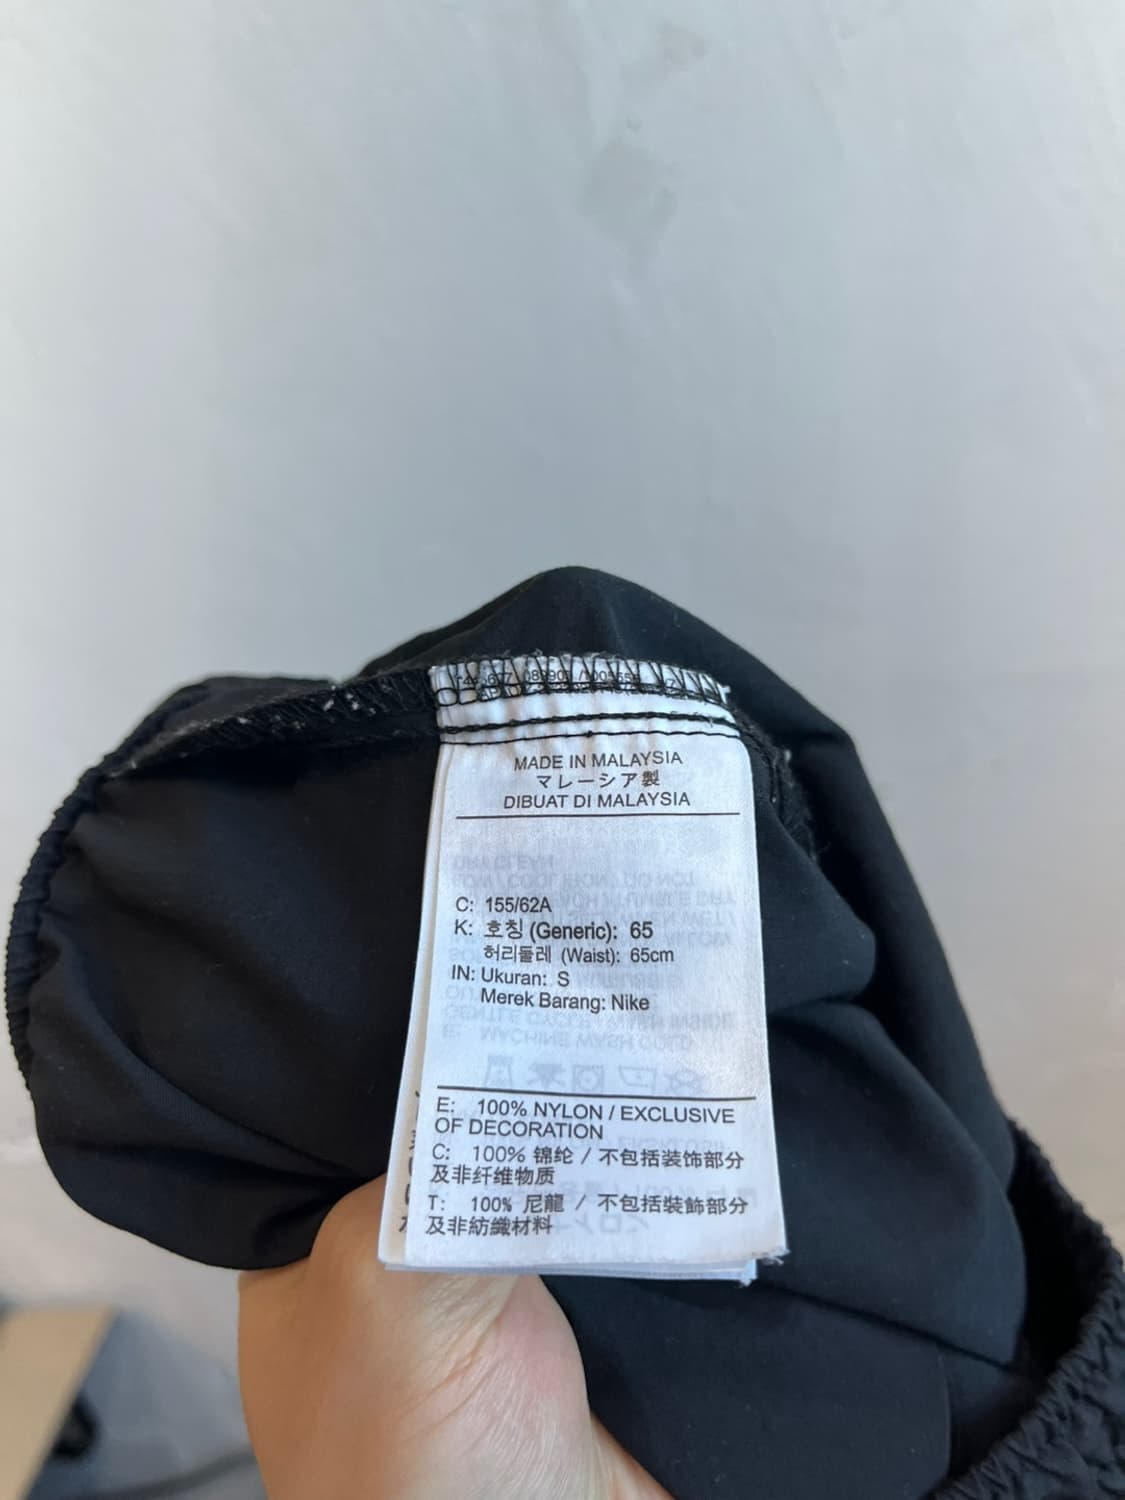 MADE IN MALAYSIA
マレーシア製
DIBUAT DI MALAYSIA
C: 155/62A
K: 호칭 (Generic): 65
허리둘레 (Waist): 65cm
IN: Ukuran: S
Merek Barang: Nike
E: 100% NYLON / EXCLUSIVE
OF DECORATION
C: 100% 锦纶 / 不包括装饰部分
及非纤维物质
T: 100% 尼龍 / 不包括裝飾部分
及非紡織材料